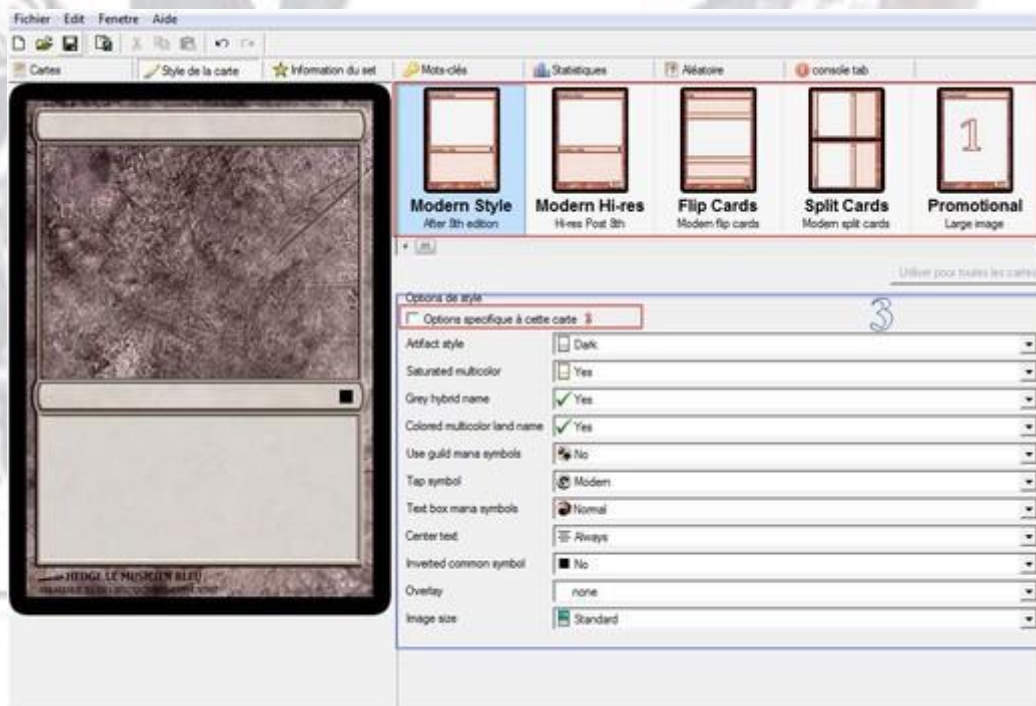 Fichier Edit Fenetre Aide
Cartes Style de la carte Information du set Mots-clés Statistiques Aléatoire console tab
1
Modern Style Modern Hi-res Flip Cards Split Cards Promotional
After 8th edition Hi-res Post 8th Modern flip cards Modern split cards Large image
Utiliser pour toutes les cartes
Options de style
Options specifique à cette carte
3
Artifact style Dark
Saturated multicolor Yes
Grey hybrid name Yes
Colored multicolor land name Yes
Use guild mana symbols No
Tap symbol Modern
Text box mana symbols Normal
Center text Always
Inverted common symbol No
Overlay none
Image size Standard
HEDGE LE MUSICIEN BLEU